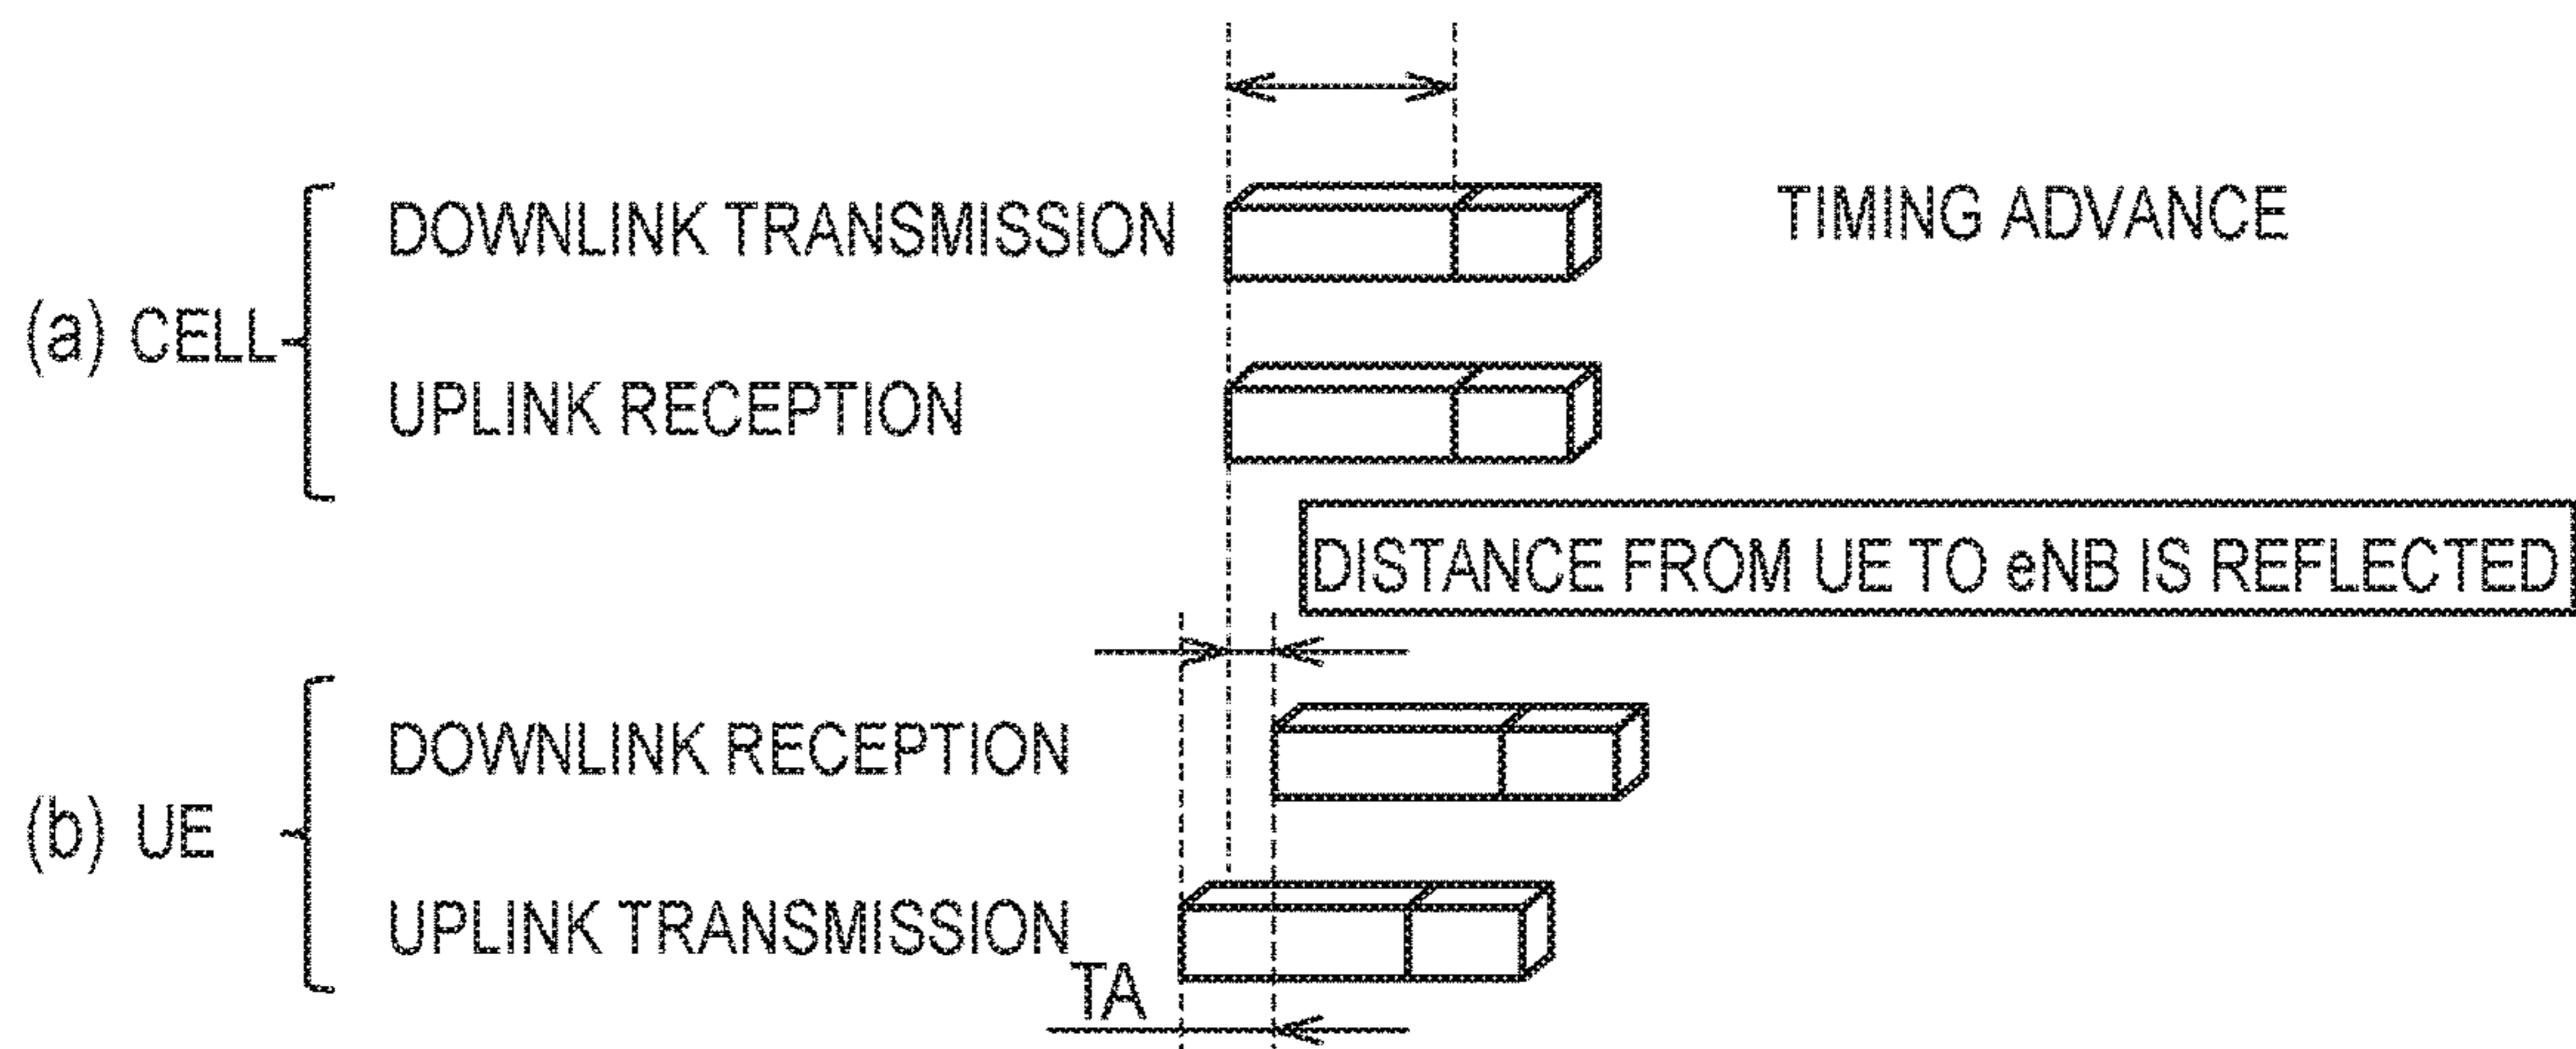 DOWNLINK TRANSMISSION
TIMING ADVANCE
(a) CELL
UPLINK RECEPTION
DISTANCE FROM UE TO eNB IS REFLECTED
DOWNLINK RECEPTION
(b) UE
UPLINK TRANSMISSION
TA